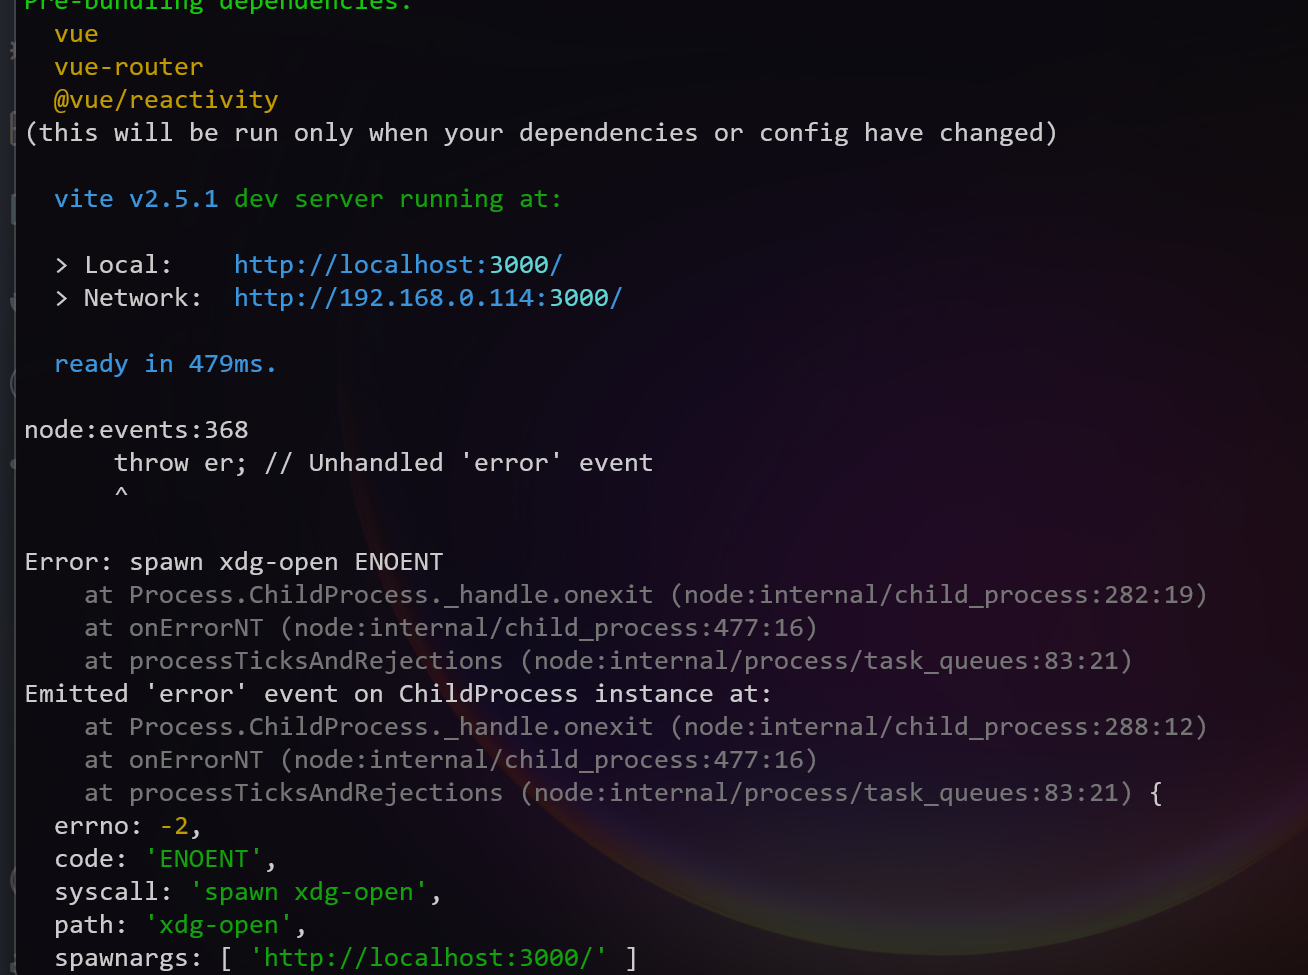 Pre-bundling dependencies:
  vue
  vue-router
  @vue/reactivity
(this will be run only when your dependencies or config have changed)

  vite v2.5.1 dev server running at:

  > Local:    http://localhost:3000/
  > Network:  http://192.168.0.114:3000/

  ready in 479ms.

node:events:368
      throw er; // Unhandled 'error' event
      ^

Error: spawn xdg-open ENOENT
    at Process.ChildProcess._handle.onexit (node:internal/child_process:282:19)
    at onErrorNT (node:internal/child_process:477:16)
    at processTicksAndRejections (node:internal/process/task_queues:83:21)
Emitted 'error' event on ChildProcess instance at:
    at Process.ChildProcess._handle.onexit (node:internal/child_process:288:12)
    at onErrorNT (node:internal/child_process:477:16)
    at processTicksAndRejections (node:internal/process/task_queues:83:21) {
  errno: -2,
  code: 'ENOENT',
  syscall: 'spawn xdg-open',
  path: 'xdg-open',
  spawnargs: [ 'http://localhost:3000/' ]